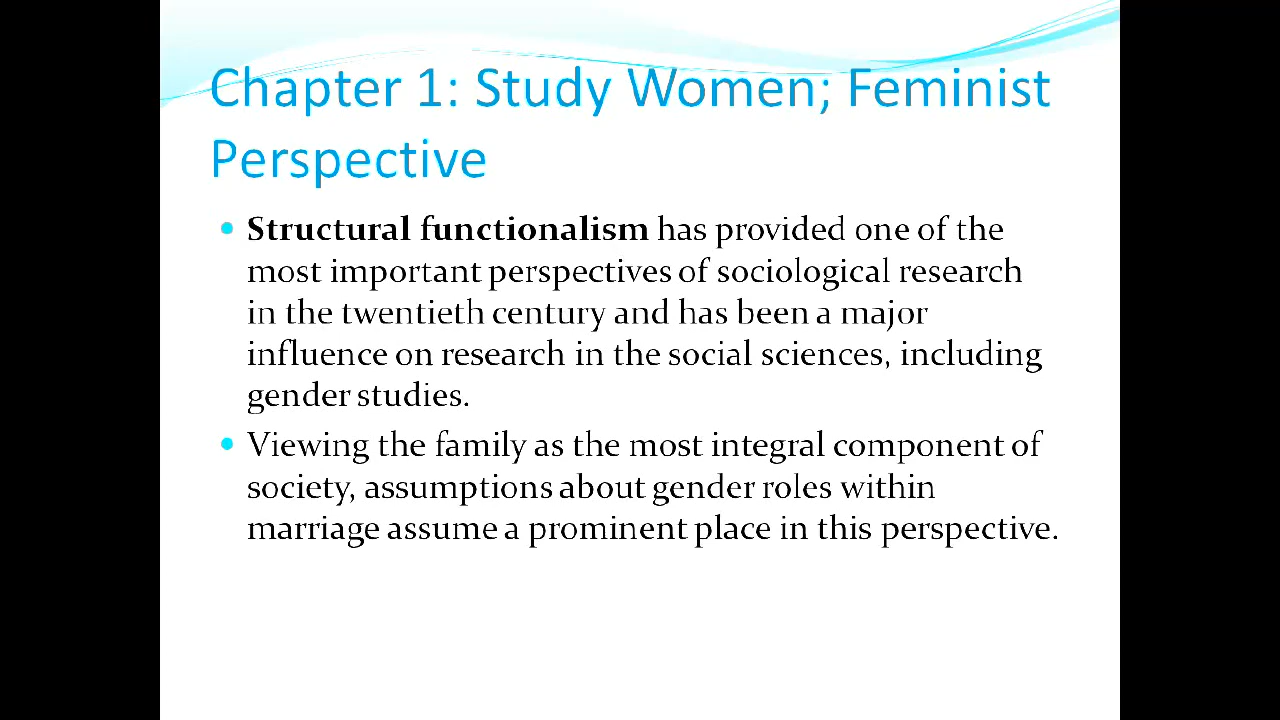 Chapter 1: Study Women; Feminist
Perspective
Structural functionalism has provided one of the
most important perspectives of sociological research
in the twentieth century and has been a major
influence on research in the social sciences, including
gender studies.
Viewing the family as the most integral component of
society, assumptions about gender roles within
marriage assume a prominent place in this perspective.